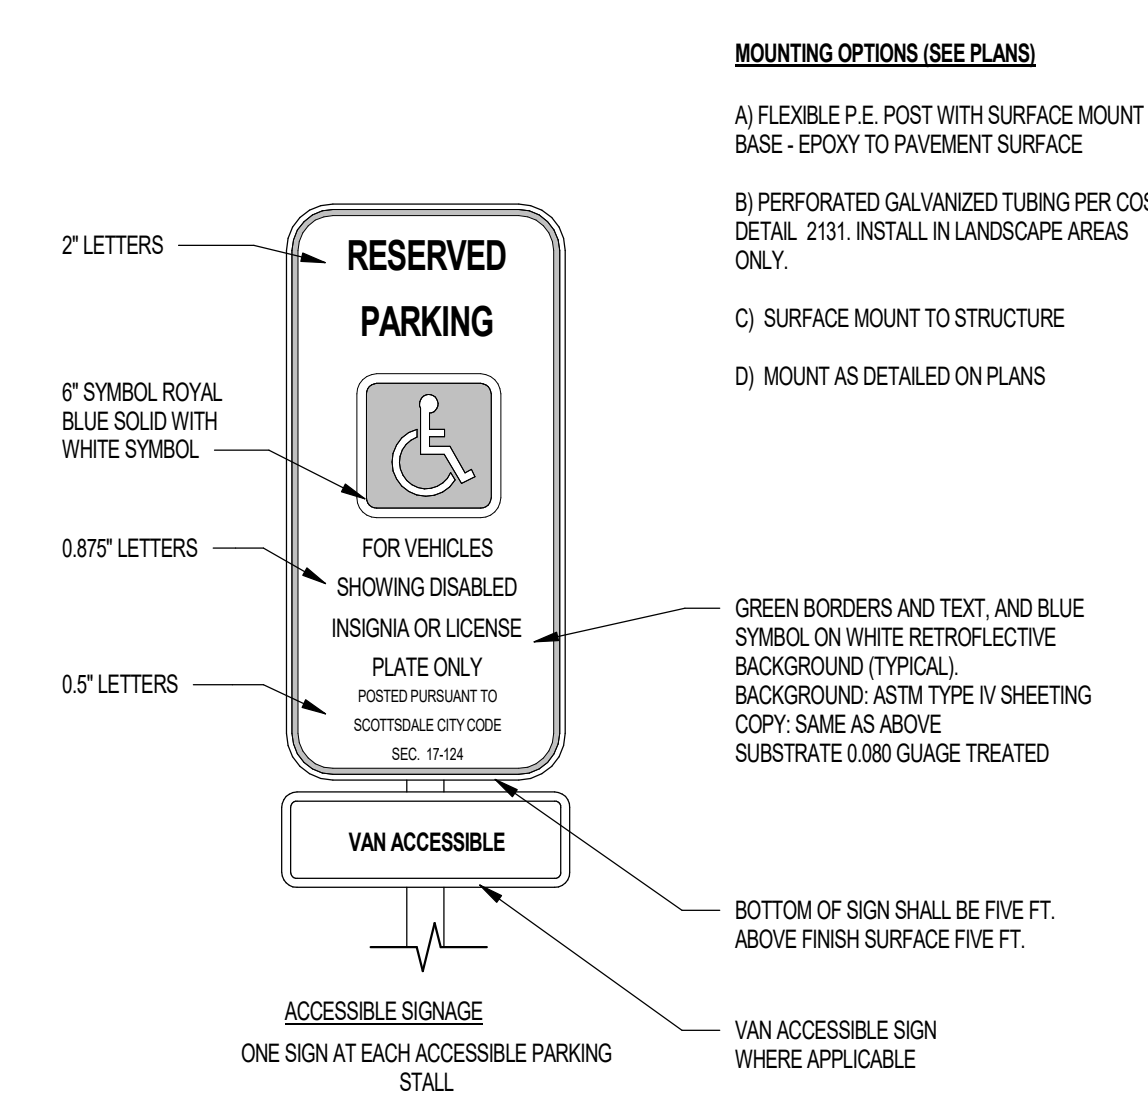 MOUNTING OPTIONS (SEE PLANS)
A) FLEXIBLE P.E. POST WITH SURFACE MOUNT
BASE - EPOXY TO PAVEMENT SURFACE
B) PERFORATED GALVANIZED TUBING PER
DETAIL 2131. INSTALL IN LANDSCAPE AREAS
ONLY.
C) SURFACE MOUNT TO STRUCTURE
D) MOUNT AS DETAILED ON PLANS
2" LETTERS
6" SYMBOL ROYAL
BLUE SOLID WITH
WHITE SYMBOL
0.875" LETTERS
0.5" LETTERS
RESERVED
PARKING
FOR VEHICLES
SHOWING DISABLED
INSIGNIA OR LICENSE
PLATE ONLY
POSTED PURSUANT TO
SCOTTSDALE CITY CODE
SEC. 17-124
VAN ACCESSIBLE
GREEN BORDERS AND TEXT, AND BLUE
SYMBOL ON WHITE RETROFLECTIVE
BACKGROUND (TYPICAL).
BACKGROUND: ASTM TYPE IV SHEETING
COPY: SAME AS ABOVE
SUBSTRATE 0.080 GUAGE TREATED
BOTTOM OF SIGN SHALL BE FIVE FT.
ABOVE FINISH SURFACE FIVE FT.
VAN ACCESSIBLE SIGN
WHERE APPLICABLE
ACCESSIBLE SIGNAGE
ONE SIGN AT EACH ACCESSIBLE PARKING
STALL